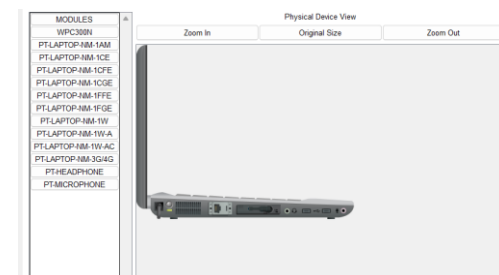 MODULES
WPC300N
PT-LAPTOP-NM-1AM
PT-LAPTOP-NM-1CE
PT-LAPTOP-NM-1CFE
PT-LAPTOP-NM-1CGE
PT-LAPTOP-NM-1FFE
PT-LAPTOP-NM-1FGE
PT-LAPTOP-NM-1W
PT-LAPTOP-NM-1W-A
PT-LAPTOP-NM-1W-AC
PT-LAPTOP-NM-3G/4G
PT-HEADPHONE
PT-MICROPHONE
Physical Device View
Zoom In
Original Size
Zoom Out